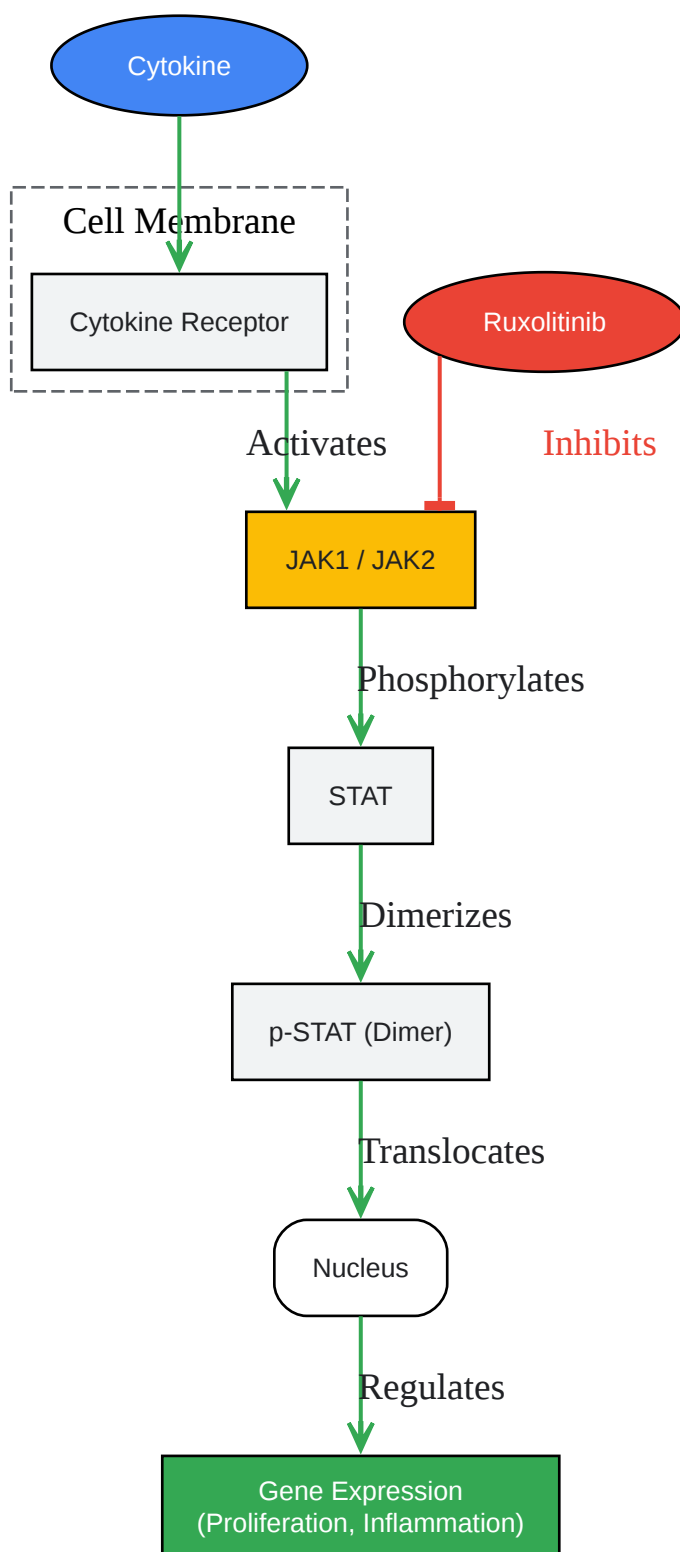 Cytokine
Cell Membrane
Cytokine Receptor
Ruxolitinib
Activates
Inhibits
JAK1 / JAK2
Phosphorylates
STAT
Dimerizes
p-STAT (Dimer)
Translocates
Nucleus
Regulates
Gene Expression
(Proliferation, Inflammation)